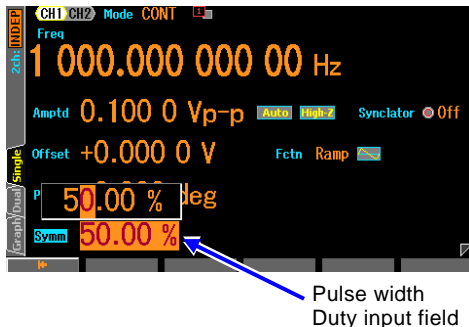 2ch: INDEP
CH1 CH2 Mode CONT 1
Freq
1 000.000 000 00 Hz
Amptd 0.100 0 Vp-p Auto High-Z Synclator Off
Offset +0.000 0 V Fctn Ramp
50.00 % deg
Symm 50.00 %
Graph Dual Single
Pulse width
Duty input field